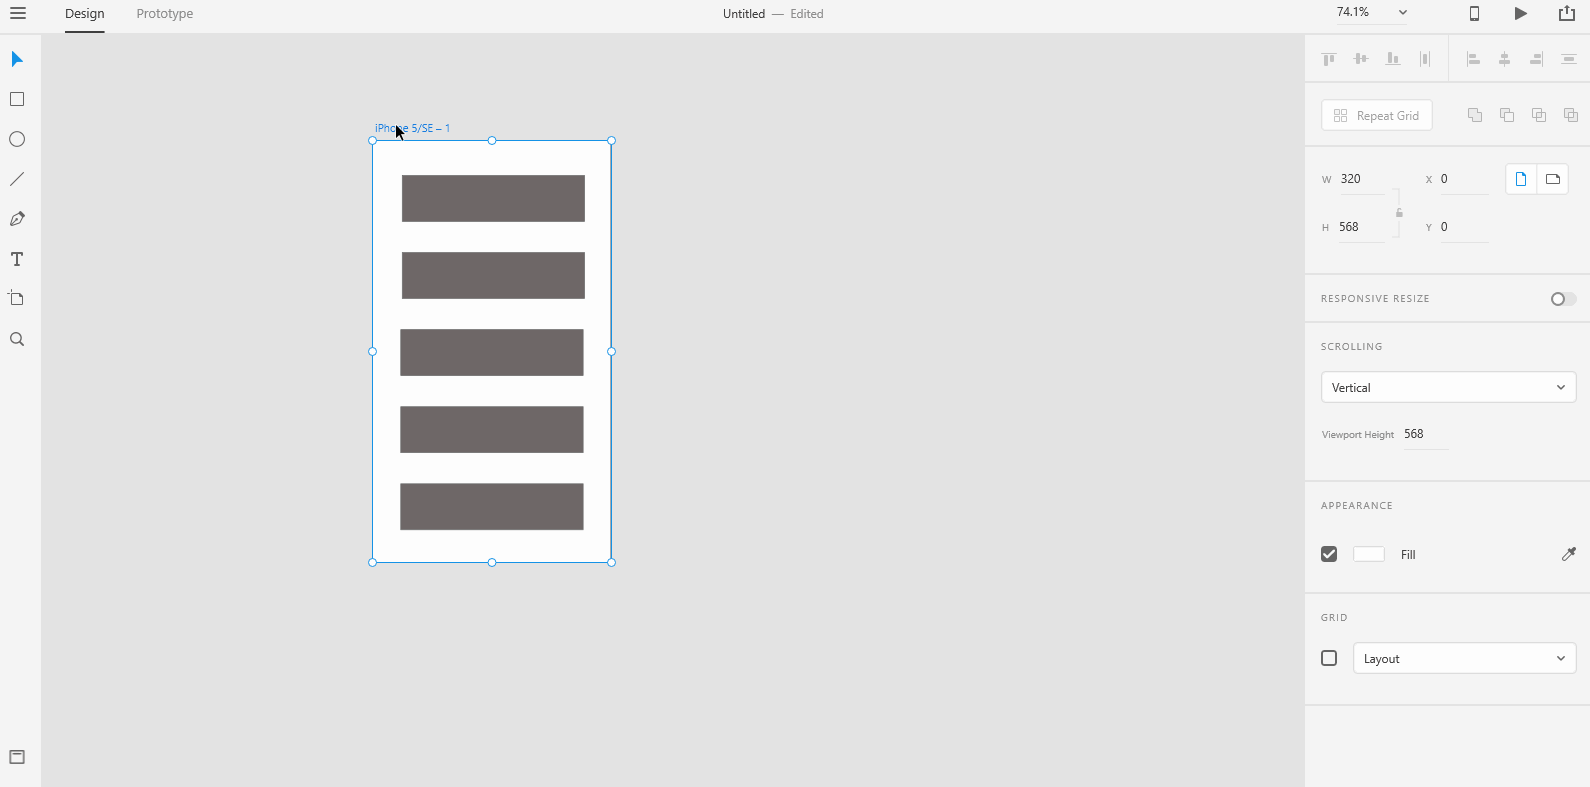 Design Prototype Untitled — Edited 74.1%
iPhone 5/SE – 1
Repeat Grid
W 320 X 0
H 568 Y 0
RESPONSIVE RESIZE
SCROLLING
Vertical
Viewport Height 568
APPEARANCE
Fill
GRID
Layout